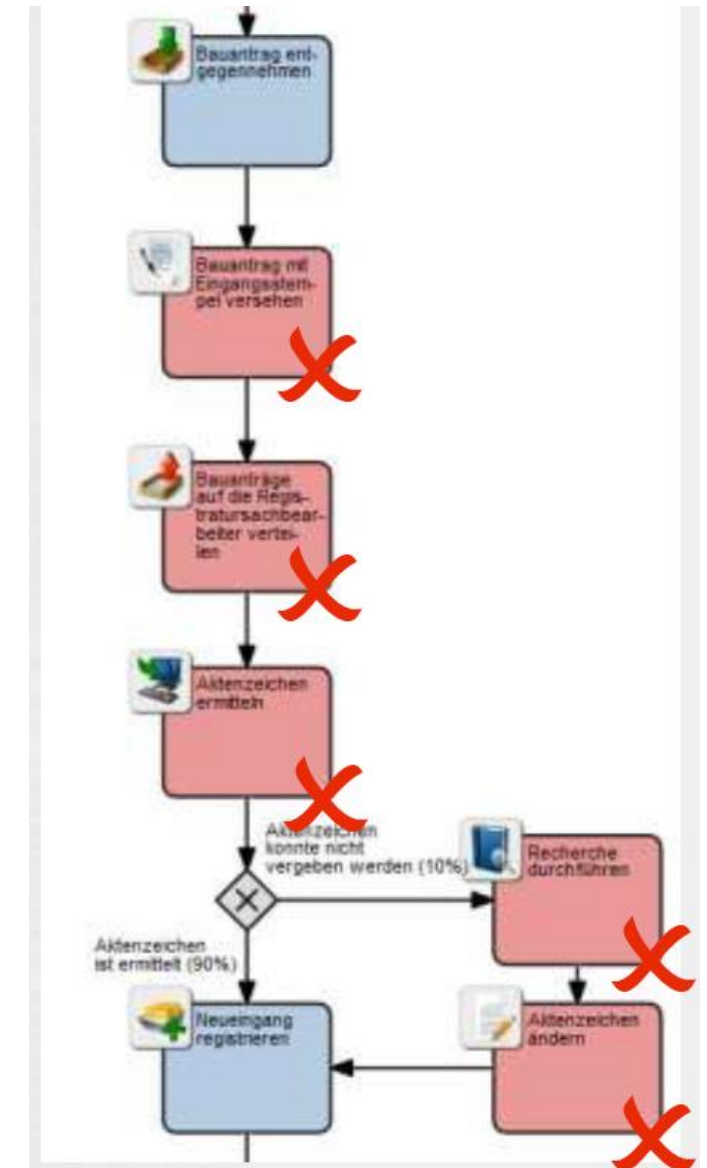 Bauantrag ent-
gegennehmen
Bauantrag mit
Eingangsstem-
pel versehen
Bauanträge
auf die Regis-
tratursachbear-
beiter vertei-
len
Aktenzeichen
ermitteln
Aktenzeichen
konnte nicht
vergeben werden (10%)
Recherche
durchführen
Aktenzeichen
ist ermittelt (90%)
Neueingang
registrieren
Aktenzeichen
ändern